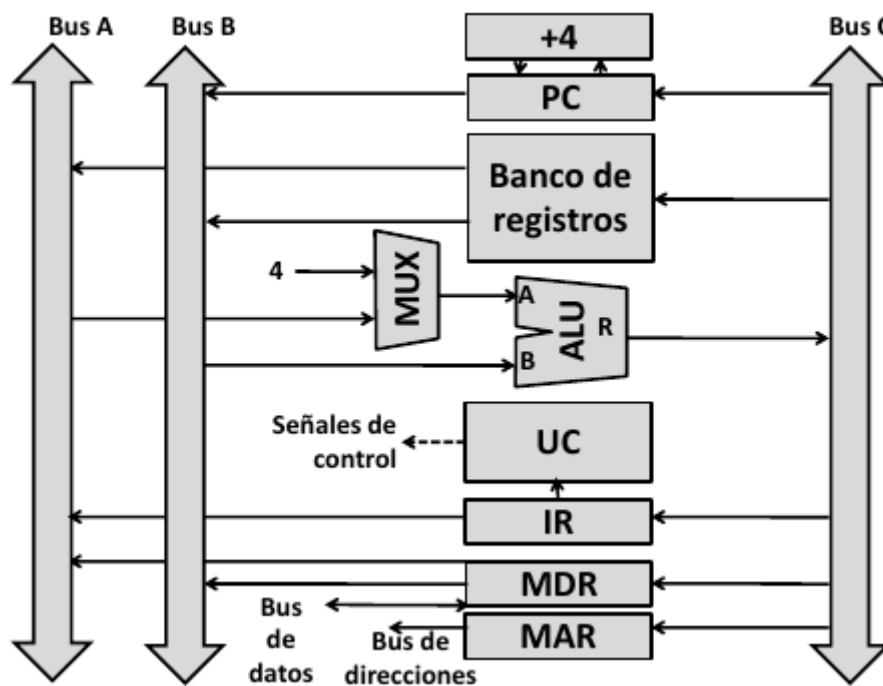 Bus A
Bus B
Bus C
+4
PC
Banco de
registros
4
MUX
A
B
ALU
R
Señales de
control
UC
IR
MDR
MAR
Bus
de
datos
Bus de
direcciones